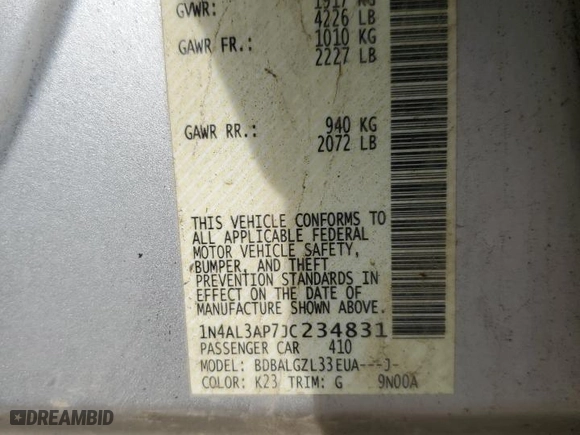 GVWR: 1917 KG
4226 LB
GAWR FR.: 1010 KG
2227 LB
GAWR RR.: 940 KG
2072 LB
THIS VEHICLE CONFORMS TO
ALL APPLICABLE FEDERAL
MOTOR VEHICLE SAFETY,
BUMPER, AND THEFT
PREVENTION STANDARDS IN
EFFECT ON THE DATE OF
MANUFACTURE SHOWN ABOVE.
1N4AL3AP7JC234831
PASSENGER CAR 410
MODEL: BDBALGZL33EUA---J-
COLOR: K23 TRIM: G 9N00A
DREAMBID